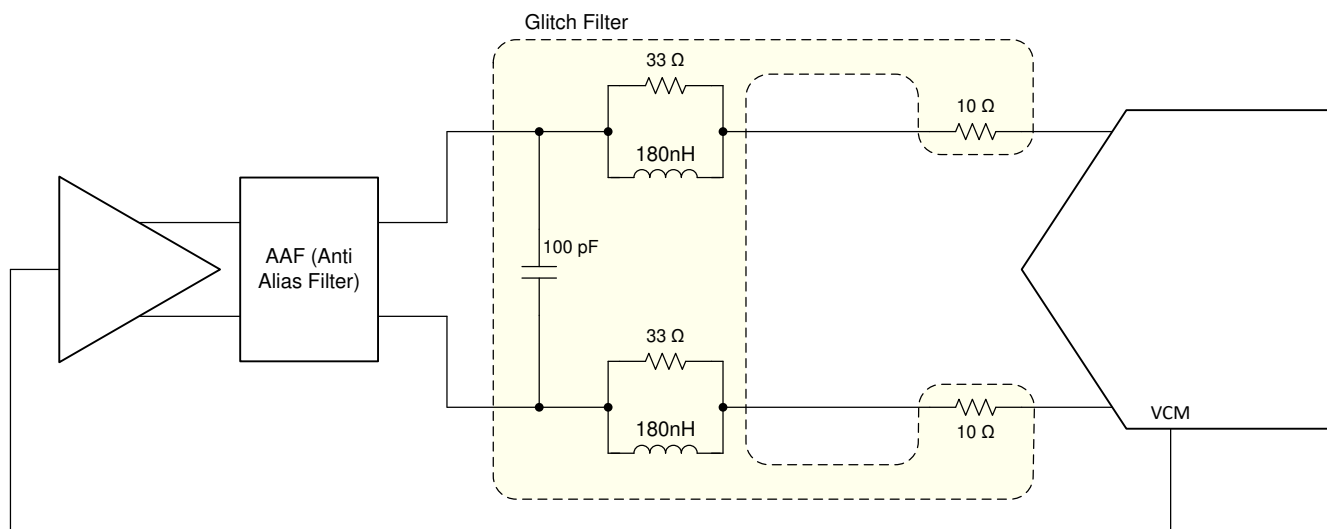 Glitch Filter
33 Ω
180nH
10 Ω
100 pF
AAF (Anti
Alias Filter)
33 Ω
180nH
10 Ω
VCM